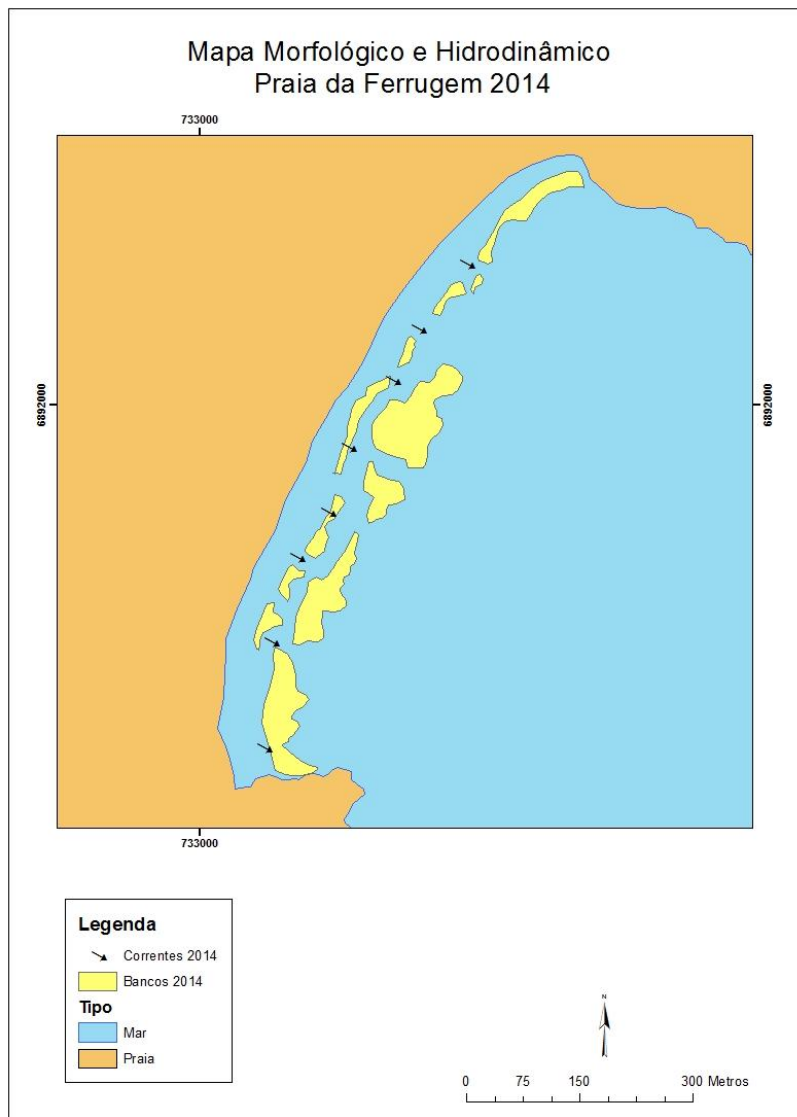 Mapa Morfológico e Hidrodinâmico
Praia da Ferrugem 2014
733000
6892000
6892000
733000
Legenda
Correntes 2014
Bancos 2014
Tipo
Mar
Praia
N
0 75 150 300 Metros